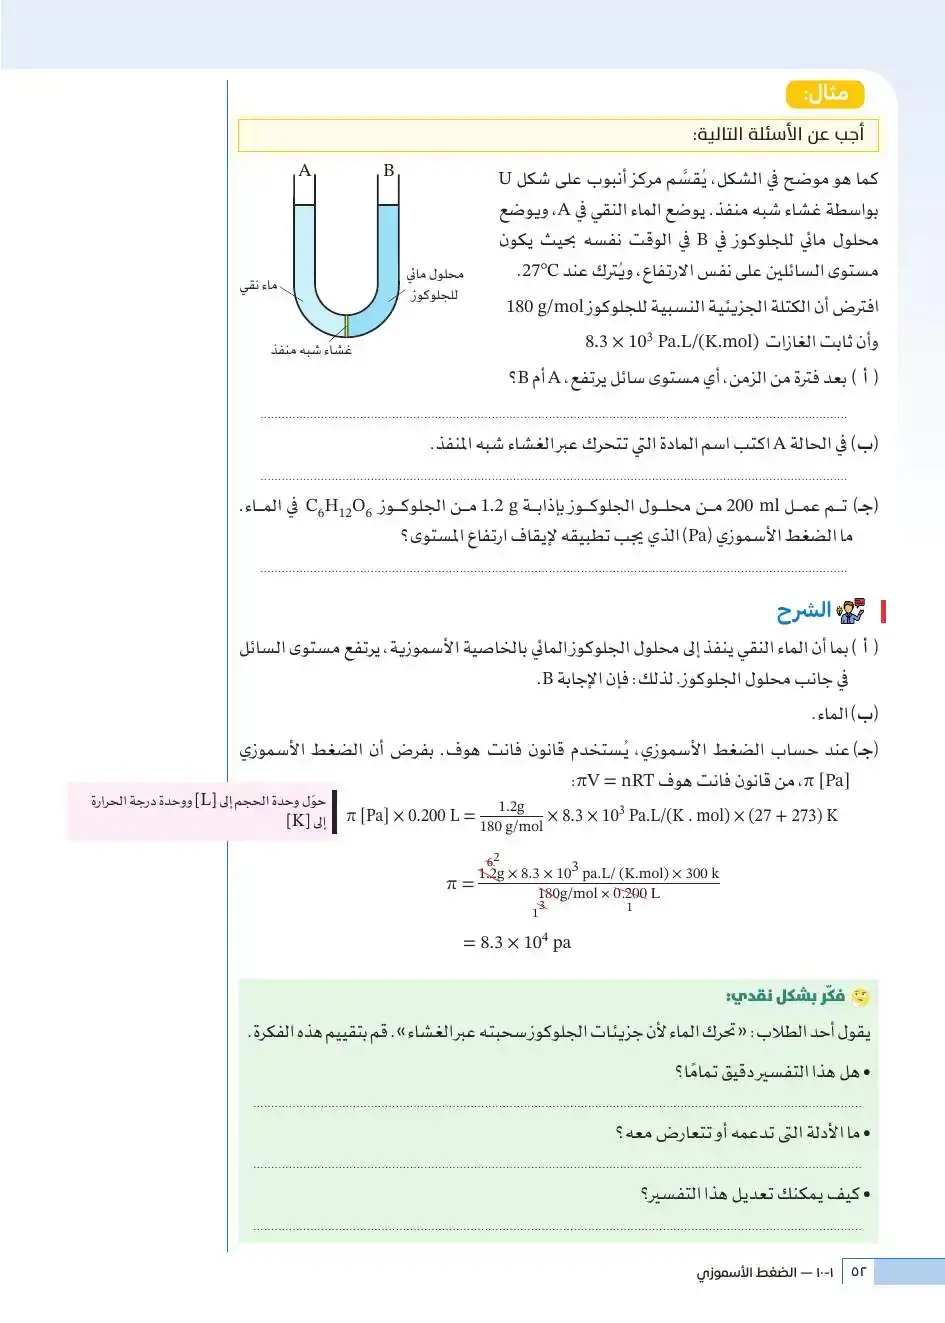 مثال:
أجب عن الأسئلة التالية:
كما هو موضح في الشكل، يُقسَّم مركز أنبوب على شكل U
بواسطة غشاء شبه منفذ. يوضع الماء النقي في A، ويوضع
محلول مائي للجلوكوز في B في الوقت نفسه بحيث يكون
مستوى السائلين على نفس الارتفاع، ويُترك عند 27°C.
افترض أن الكتلة الجزيئية النسبية للجلوكوز 180 g/mol
وأن ثابت الغازات 8.3 × 10³ Pa.L/(K.mol)
A
B
ماء نقي
محلول مائي
للجلوكوز
غشاء شبه منفذ
( أ ) بعد فترة من الزمن، أي مستوى سائل يرتفع، A أم B؟
(ب) في الحالة A اكتب اسم المادة التي تتحرك عبر الغشاء شبه المنفذ.
(جـ) تم عمل 200 ml من محلول الجلوكوز بإذابة 1.2 g من الجلوكوز C₆H₁₂O₆ في الماء.
ما الضغط الأسموزي (Pa) الذي يجب تطبيقه لإيقاف ارتفاع المستوى؟
الشرح
( أ ) بما أن الماء النقي ينفذ إلى محلول الجلوكوز المائي بالخاصية الأسموزية، يرتفع مستوى السائل
في جانب محلول الجلوكوز. لذلك: فإن الإجابة B.
(ب) الماء.
(جـ) عند حساب الضغط الأسموزي، يُستخدم قانون فانت هوف. بفرض أن الضغط الأسموزي
π [Pa]، من قانون فانت هوف πV = nRT:
حوّل وحدة الحجم إلى [L] ووحدة درجة الحرارة
إلى [K]
π [Pa] × 0.200 L = 1.2g / 180 g/mol × 8.3 × 10³ Pa.L/(K . mol) × (27 + 273) K
6 2
π = 1.2g × 8.3 × 10³ pa.L/ (K.mol) × 300 k / 180g/mol × 0.200 L
1 3 1
= 8.3 × 10⁴ pa
فكّر بشكل نقدي:
يقول أحد الطلاب: «تحرك الماء لأن جزيئات الجلوكوز سحبته عبر الغشاء». قم بتقييم هذه الفكرة.
• هل هذا التفسير دقيق تمامًا؟
• ما الأدلة التى تدعمه أو تتعارض معه؟
• كيف يمكنك تعديل هذا التفسير؟
٥٢ ١-١٠ — الضغط الأسموزي